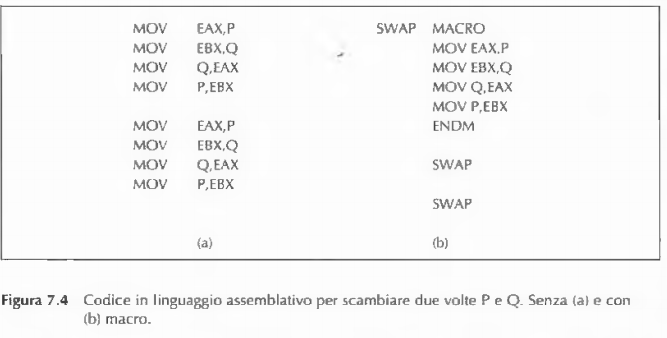 MOV EAX,P SWAP MACRO
MOV EBX,Q MOV EAX,P
MOV Q,EAX MOV EBX,Q
MOV P,EBX MOV Q,EAX
MOV P,EBX
MOV EAX,P ENDM
MOV EBX,Q
MOV Q,EAX SWAP
MOV P,EBX
SWAP
(a) (b)
Figura 7.4 Codice in linguaggio assemblativo per scambiare due volte P e Q. Senza (a) e con
(b) macro.